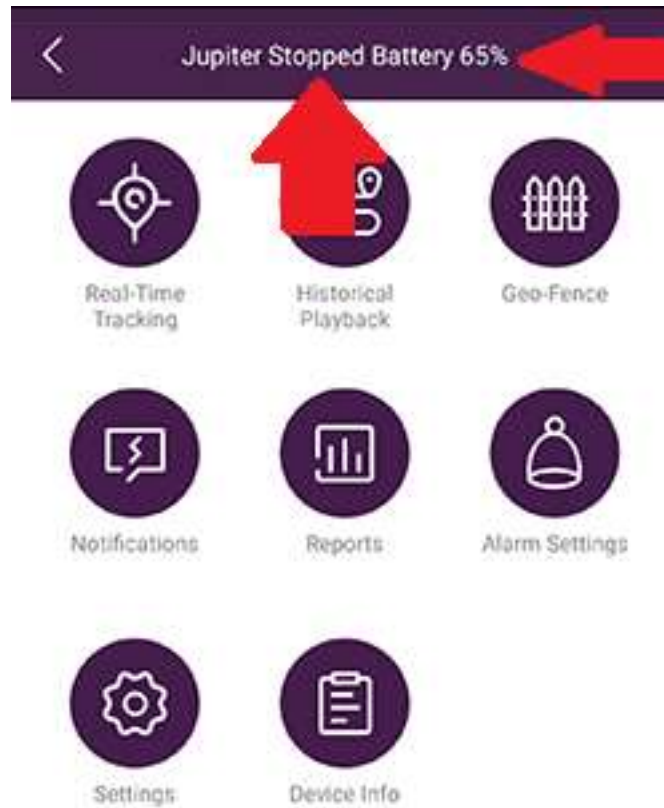 Jupiter Stopped Battery 65%
Real-Time
Tracking
Historical
Playback
Geo-Fence
Notifications
Reports
Alarm Settings
Settings
Device Info